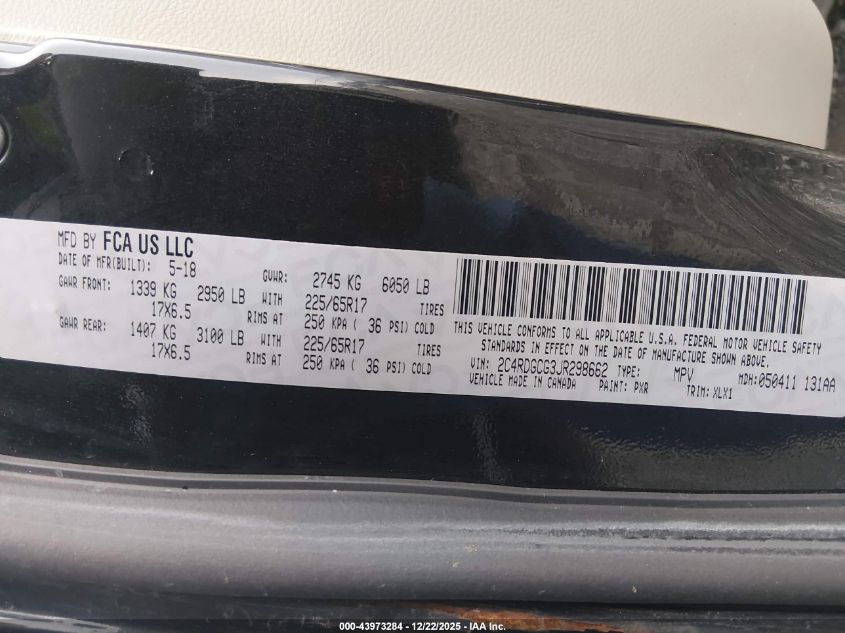 MFD BY FCA US LLC
DATE OF MFR(BUILT): 5-18 GVWR: 2745 KG 6050 LB
GAWR FRONT: 1339 KG 2950 LB WITH 225/65R17 TIRES
17X6.5 RIMS AT 250 KPA ( 36 PSI) COLD
GAWR REAR: 1407 KG 3100 LB WITH 225/65R17 TIRES
17X6.5 RIMS AT 250 KPA ( 36 PSI) COLD
THIS VEHICLE CONFORMS TO ALL APPLICABLE U.S.A. FEDERAL MOTOR VEHICLE SAFETY
STANDARDS IN EFFECT ON THE DATE OF MANUFACTURE SHOWN ABOVE.
VIN: 2C4RDGCG3JR298662 TYPE: MPV MDH:050411 131AA
VEHICLE MADE IN CANADA PAINT: PXR TRIM: XLX1
000-43973284 - 12/22/2025 - IAA Inc.